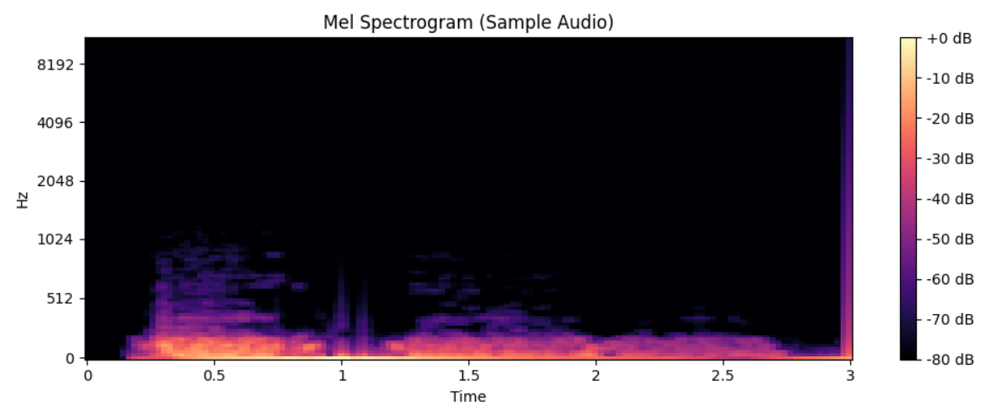 Mel Spectrogram (Sample Audio)
8192
4096
2048
1024
512
0
Hz
0
0.5
1
1.5
2
2.5
3
Time
+0 dB
-10 dB
-20 dB
-30 dB
-40 dB
-50 dB
-60 dB
-70 dB
-80 dB